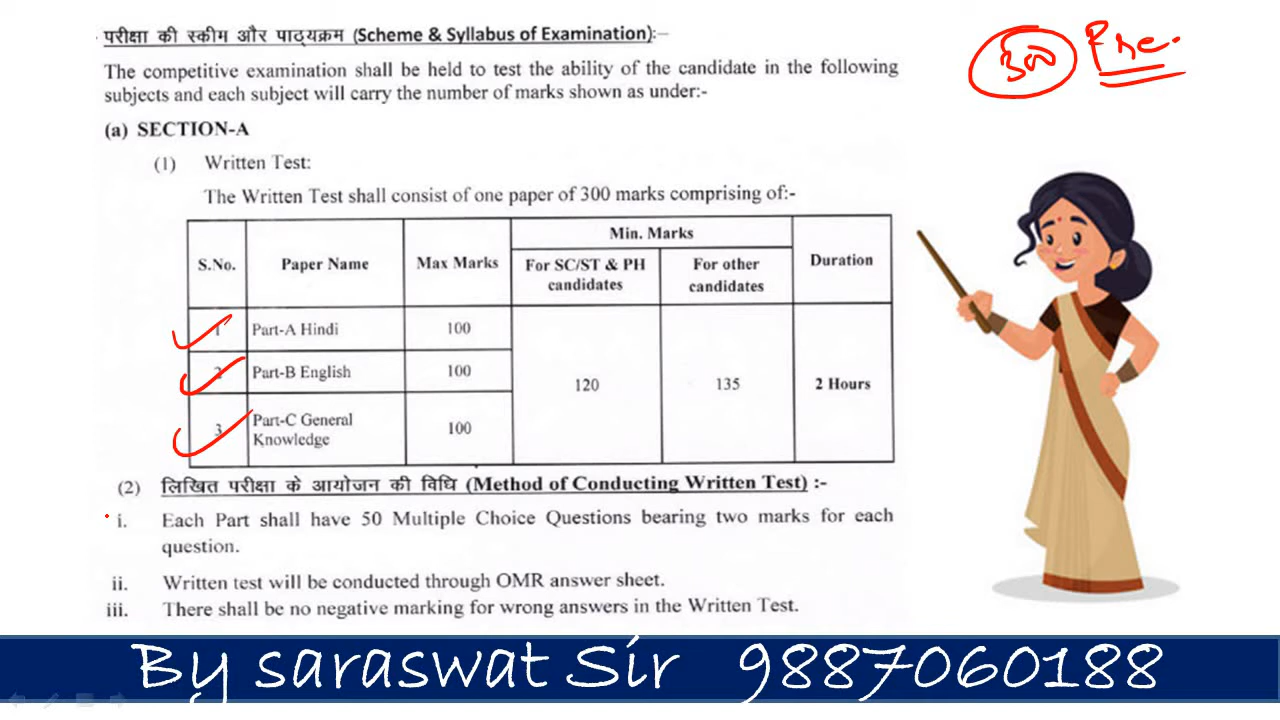 परीक्षा की स्कीम और पाठ्यक्रम (Scheme & Syllabus of Examination):–
300 Pre.
The competitive examination shall be held to test the ability of the candidate in the following
subjects and each subject will carry the number of marks shown as under:-
(a) SECTION-A
(1) Written Test:
The Written Test shall consist of one paper of 300 marks comprising of:-
S.No. Paper Name Max Marks Min. Marks Duration
For SC/ST & PH candidates For other candidates
1 Part-A Hindi 100
2 Part-B English 100 120 135 2 Hours
3 Part-C General Knowledge 100
(2) लिखित परीक्षा के आयोजन की विधि (Method of Conducting Written Test) :-
i. Each Part shall have 50 Multiple Choice Questions bearing two marks for each
question.
ii. Written test will be conducted through OMR answer sheet.
iii. There shall be no negative marking for wrong answers in the Written Test.
By saraswat Sir 9887060188